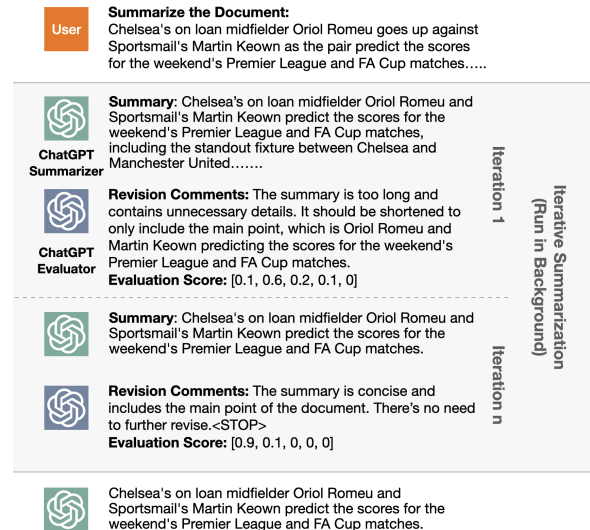 User
Summarize the Document:
Chelsea's on loan midfielder Oriol Romeu goes up against
Sportsmail's Martin Keown as the pair predict the scores
for the weekend's Premier League and FA Cup matches…..
ChatGPT
Summarizer
Summary: Chelsea's on loan midfielder Oriol Romeu and
Sportsmail's Martin Keown predict the scores for the
weekend's Premier League and FA Cup matches,
including the standout fixture between Chelsea and
Manchester United…….
ChatGPT
Evaluator
Revision Comments: The summary is too long and
contains unnecessary details. It should be shortened to
only include the main point, which is Oriol Romeu and
Martin Keown predicting the scores for the weekend's
Premier League and FA Cup matches.
Evaluation Score: [0.1, 0.6, 0.2, 0.1, 0]
Iteration 1
Summary: Chelsea's on loan midfielder Oriol Romeu and
Sportsmail's Martin Keown predict the scores for the
weekend's Premier League and FA Cup matches.
Revision Comments: The summary is concise and
includes the main point of the document. There's no need
to further revise.<STOP>
Evaluation Score: [0.9, 0.1, 0, 0, 0]
Iteration n
Iterative Summarization
(Run in Background)
Chelsea's on loan midfielder Oriol Romeu and
Sportsmail's Martin Keown predict the scores for the
weekend's Premier League and FA Cup matches.